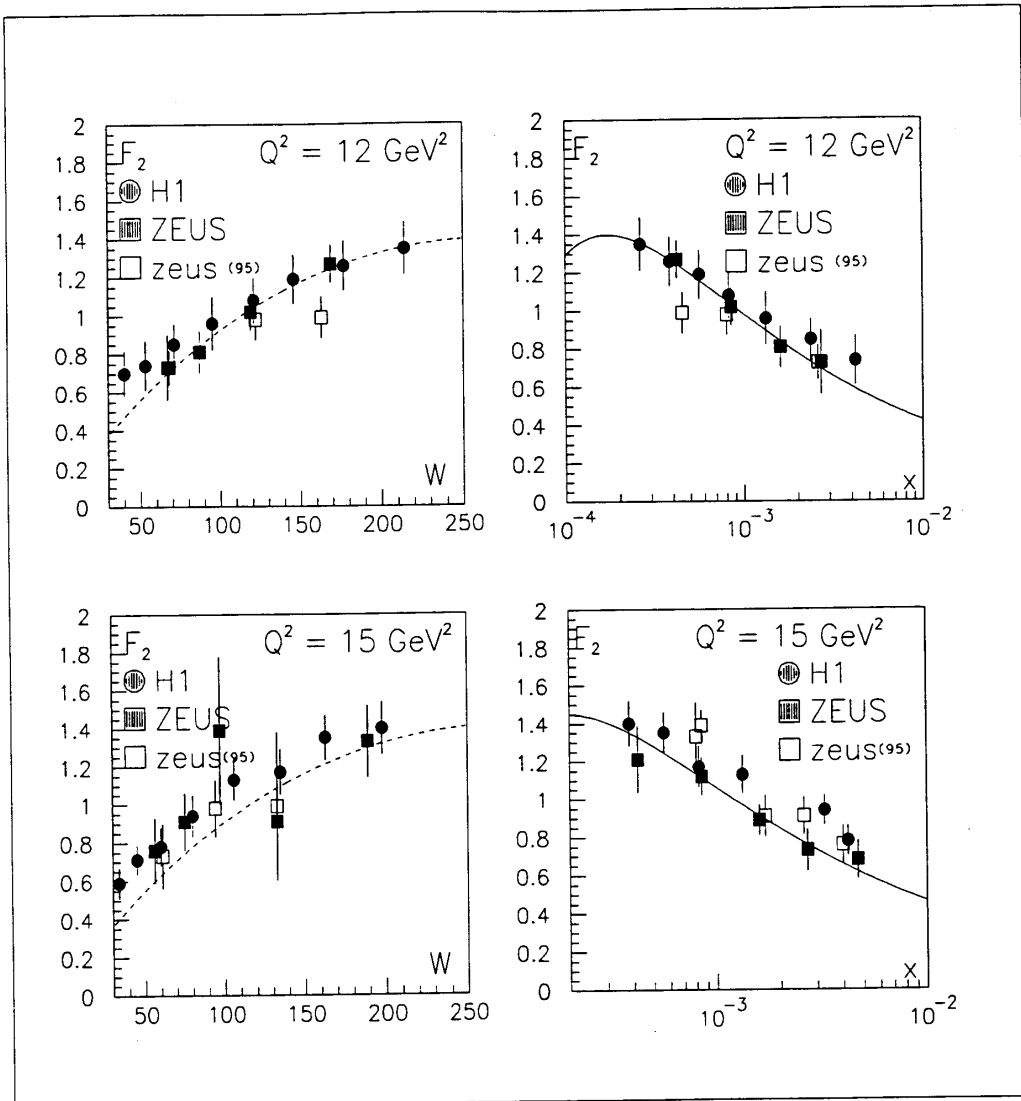 2
1.8
1.6
1.4
1.2
1
0.8
0.6
0.4
0.2
0
F₂
Q² = 12 GeV²
H1
ZEUS
zeus (95)
W
50 100 150 200 250
2
1.8
1.6
1.4
1.2
1
0.8
0.6
0.4
0.2
0
F₂
Q² = 12 GeV²
H1
ZEUS
zeus (95)
x
10⁻⁴ 10⁻³ 10⁻²
2
1.8
1.6
1.4
1.2
1
0.8
0.6
0.4
0.2
0
F₂
Q² = 15 GeV²
H1
ZEUS
zeus(95)
W
50 100 150 200 250
2
1.8
1.6
1.4
1.2
1
0.8
0.6
0.4
0.2
0
F₂
Q² = 15 GeV²
H1
ZEUS
zeus(95)
x
10⁻³ 10⁻²